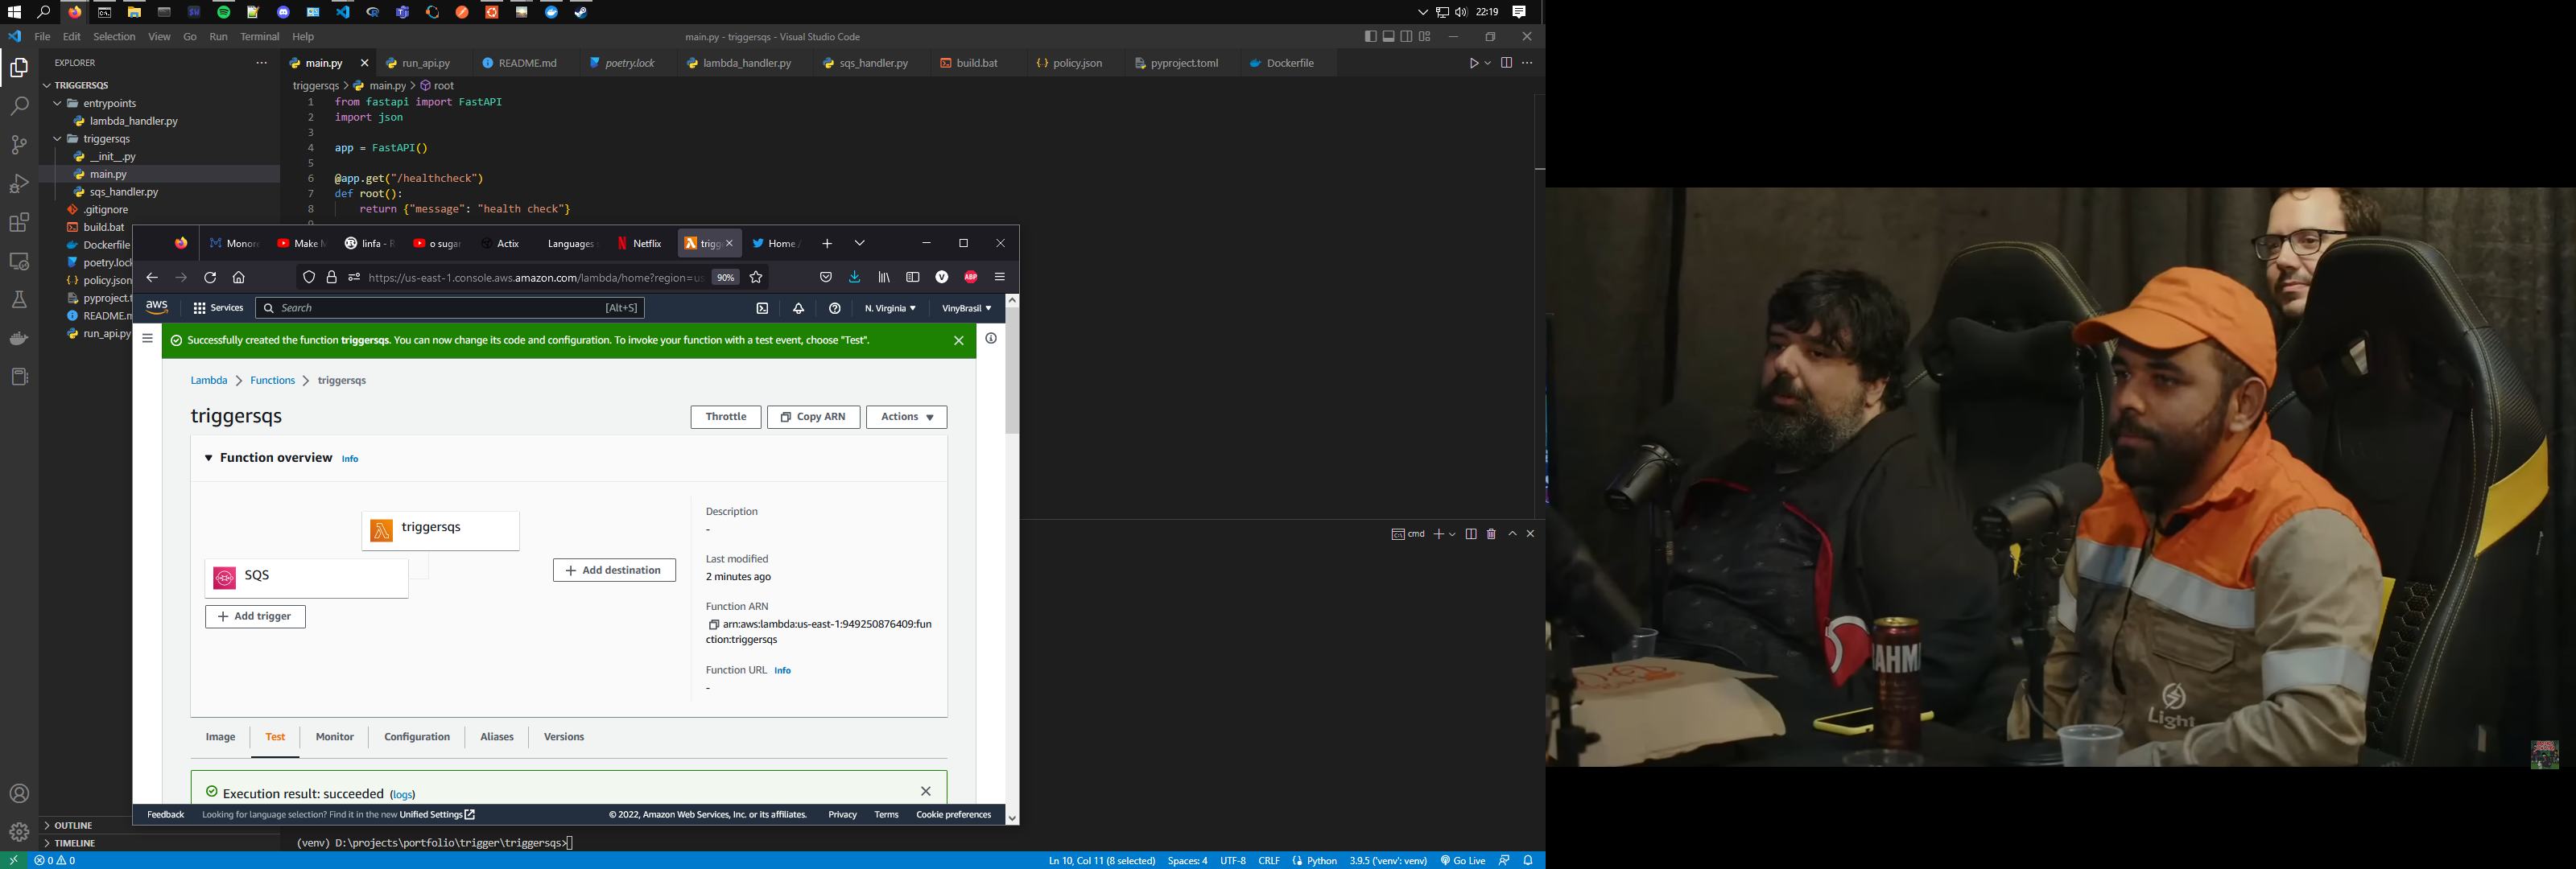 22:19
File Edit Selection View Go Run Terminal Help
main.py - triggersqs - Visual Studio Code
EXPLORER
main.py run_api.py README.md poetry.lock lambda_handler.py sqs_handler.py build.bat policy.json pyproject.toml Dockerfile
TRIGGERSQS
entrypoints
lambda_handler.py
triggersqs
__init__.py
main.py
sqs_handler.py
.gitignore
build.bat
Dockerfile
poetry.lock
policy.json
pyproject.t
README.m
run_api.py
triggersqs > main.py > root
1 from fastapi import FastAPI
2 import json
3
4 app = FastAPI()
5
6 @app.get("/healthcheck")
7 def root():
8 return {"message": "health check"}
Monor Make M linfa - R o sugar Actix Languages Netflix trigg Home /
https://us-east-1.console.aws.amazon.com/lambda/home?region=us 90% V ABP
aws Services Search [Alt+S] N. Virginia VinyBrasil
Successfully created the function triggersqs. You can now change its code and configuration. To invoke your function with a test event, choose "Test".
Lambda > Functions > triggersqs
triggersqs
Throttle Copy ARN Actions
Function overview Info
triggersqs
SQS
Add trigger
Add destination
Description
-
Last modified
2 minutes ago
Function ARN
arn:aws:lambda:us-east-1:949250876409:fun
ction:triggersqs
Function URL Info
-
Image Test Monitor Configuration Aliases Versions
Execution result: succeeded (logs)
Feedback Looking for language selection? Find it in the new Unified Settings © 2022, Amazon Web Services, Inc. or its affiliates. Privacy Terms Cookie preferences
cmd
OUTLINE
TIMELINE
(venv) D:\projects\portfolio\trigger\triggersqs>
0 0 Ln 10, Col 11 (8 selected) Spaces: 4 UTF-8 CRLF Python 3.9.5 ('venv': venv) Go Live
RAHM
Light